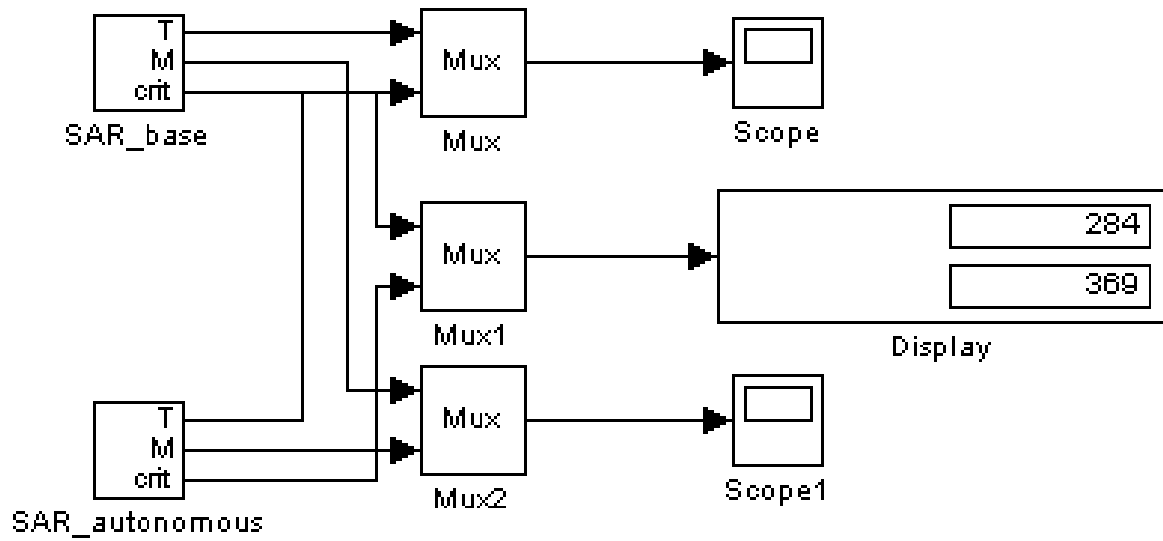 T
M
crit
SAR_base
Mux
Mux
Scope
Mux
Mux1
284
369
Display
T
M
crit
SAR_autonomous
Mux
Mux2
Scope1